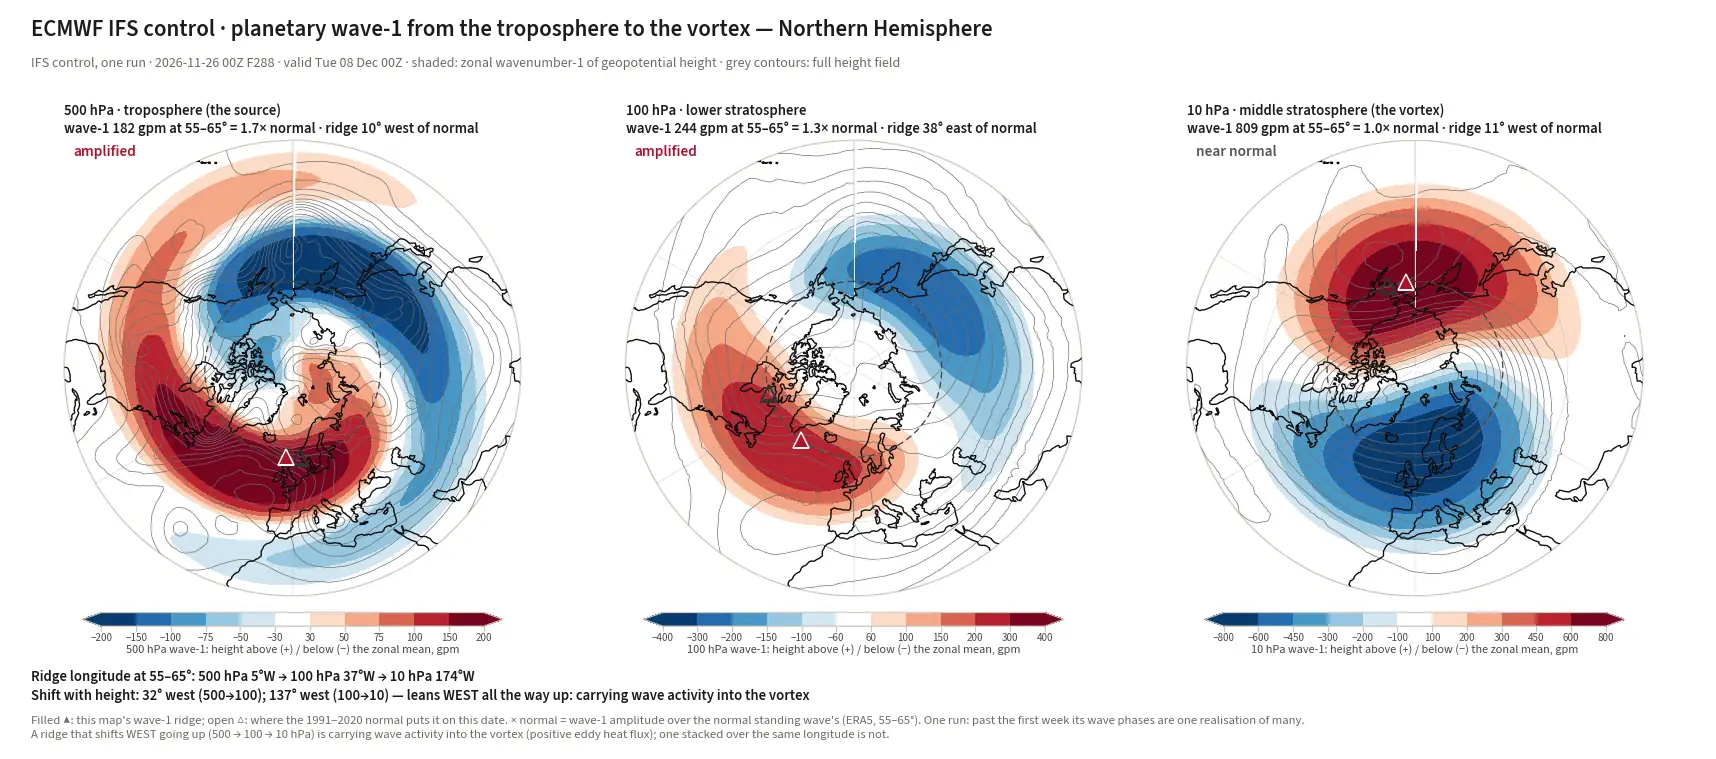 ECMWF IFS control · planetary wave-1 from the troposphere to the vortex — Northern Hemisphere
IFS control, one run · 2026-11-26 00Z F288 · valid Tue 08 Dec 00Z · shaded: zonal wavenumber-1 of geopotential height · grey contours: full height field
500 hPa · troposphere (the source)
wave-1 182 gpm at 55–65° = 1.7× normal · ridge 10° west of normal
amplified
100 hPa · lower stratosphere
wave-1 244 gpm at 55–65° = 1.3× normal · ridge 38° east of normal
amplified
10 hPa · middle stratosphere (the vortex)
wave-1 809 gpm at 55–65° = 1.0× normal · ridge 11° west of normal
near normal
−200 −150 −100 −75 −50 −30 30 50 75 100 150 200
500 hPa wave-1: height above (+) / below (−) the zonal mean, gpm
−400 −300 −200 −150 −100 −60 60 100 150 200 300 400
100 hPa wave-1: height above (+) / below (−) the zonal mean, gpm
−800 −600 −450 −300 −200 −100 100 200 300 450 600 800
10 hPa wave-1: height above (+) / below (−) the zonal mean, gpm
Ridge longitude at 55–65°: 500 hPa 5°W → 100 hPa 37°W → 10 hPa 174°W
Shift with height: 32° west (500→100); 137° west (100→10) — leans WEST all the way up: carrying wave activity into the vortex
Filled ▲: this map's wave-1 ridge; open △: where the 1991–2020 normal puts it on this date. × normal = wave-1 amplitude over the normal standing wave's (ERA5, 55–65°). One run: past the first week its wave phases are one realisation of many.
A ridge that shifts WEST going up (500 → 100 → 10 hPa) is carrying wave activity into the vortex (positive eddy heat flux); one stacked over the same longitude is not.